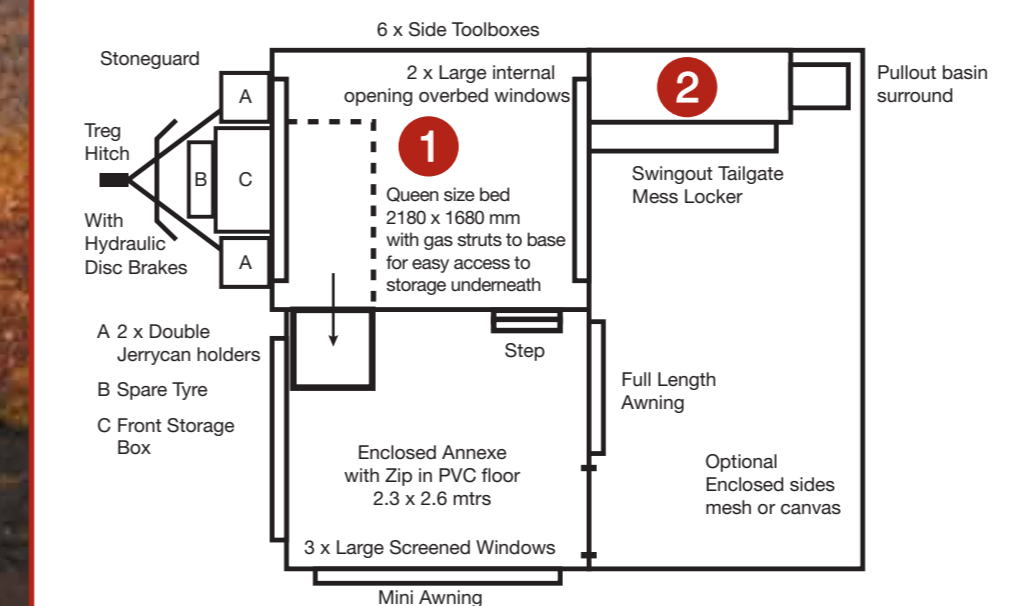 6 x Side Toolboxes
Stoneguard
A
2 x Large internal
opening overbed windows
2
Pullout basin
surround
Treg
Hitch
1
B
C
Swingout Tailgate
Mess Locker
Queen size bed
2180 x 1680 mm
with gas struts to base
for easy access to
storage underneath
With
Hydraulic
Disc Brakes
A
A 2 x Double
Jerrycan holders
B Spare Tyre
C Front Storage
Box
Step
Full Length
Awning
Enclosed Annexe
with Zip in PVC floor
2.3 x 2.6 mtrs
Optional
Enclosed sides
mesh or canvas
3 x Large Screened Windows
Mini Awning